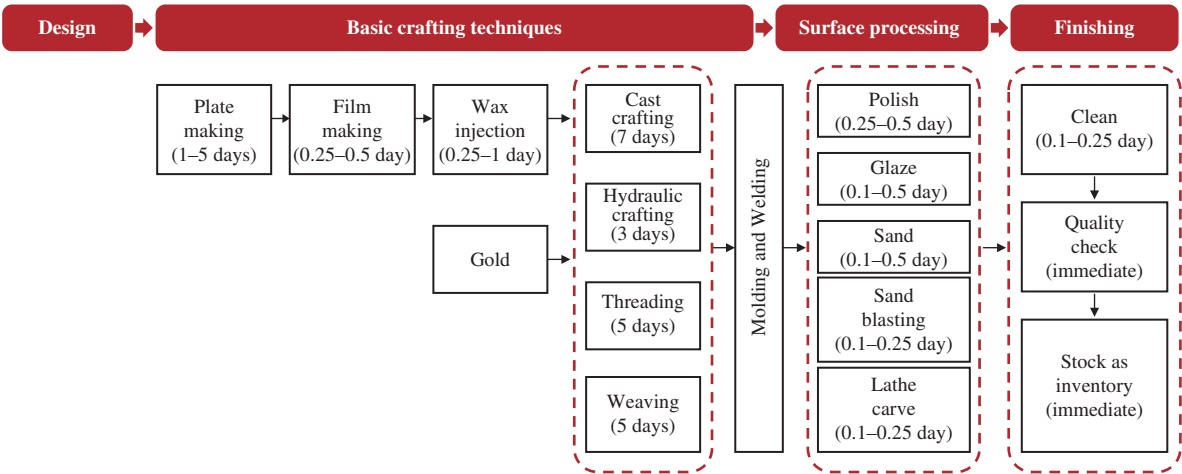 Design
Basic crafting techniques
Surface processing
Finishing
Plate
making
(1–5 days)
Film
making
(0.25–0.5 day)
Wax
injection
(0.25–1 day)
Gold
Cast
crafting
(7 days)
Hydraulic
crafting
(3 days)
Threading
(5 days)
Weaving
(5 days)
Molding and Welding
Polish
(0.25–0.5 day)
Glaze
(0.1–0.5 day)
Sand
(0.1–0.5 day)
Sand
blasting
(0.1–0.25 day)
Lathe
carve
(0.1–0.25 day)
Clean
(0.1–0.25 day)
Quality
check
(immediate)
Stock as
inventory
(immediate)